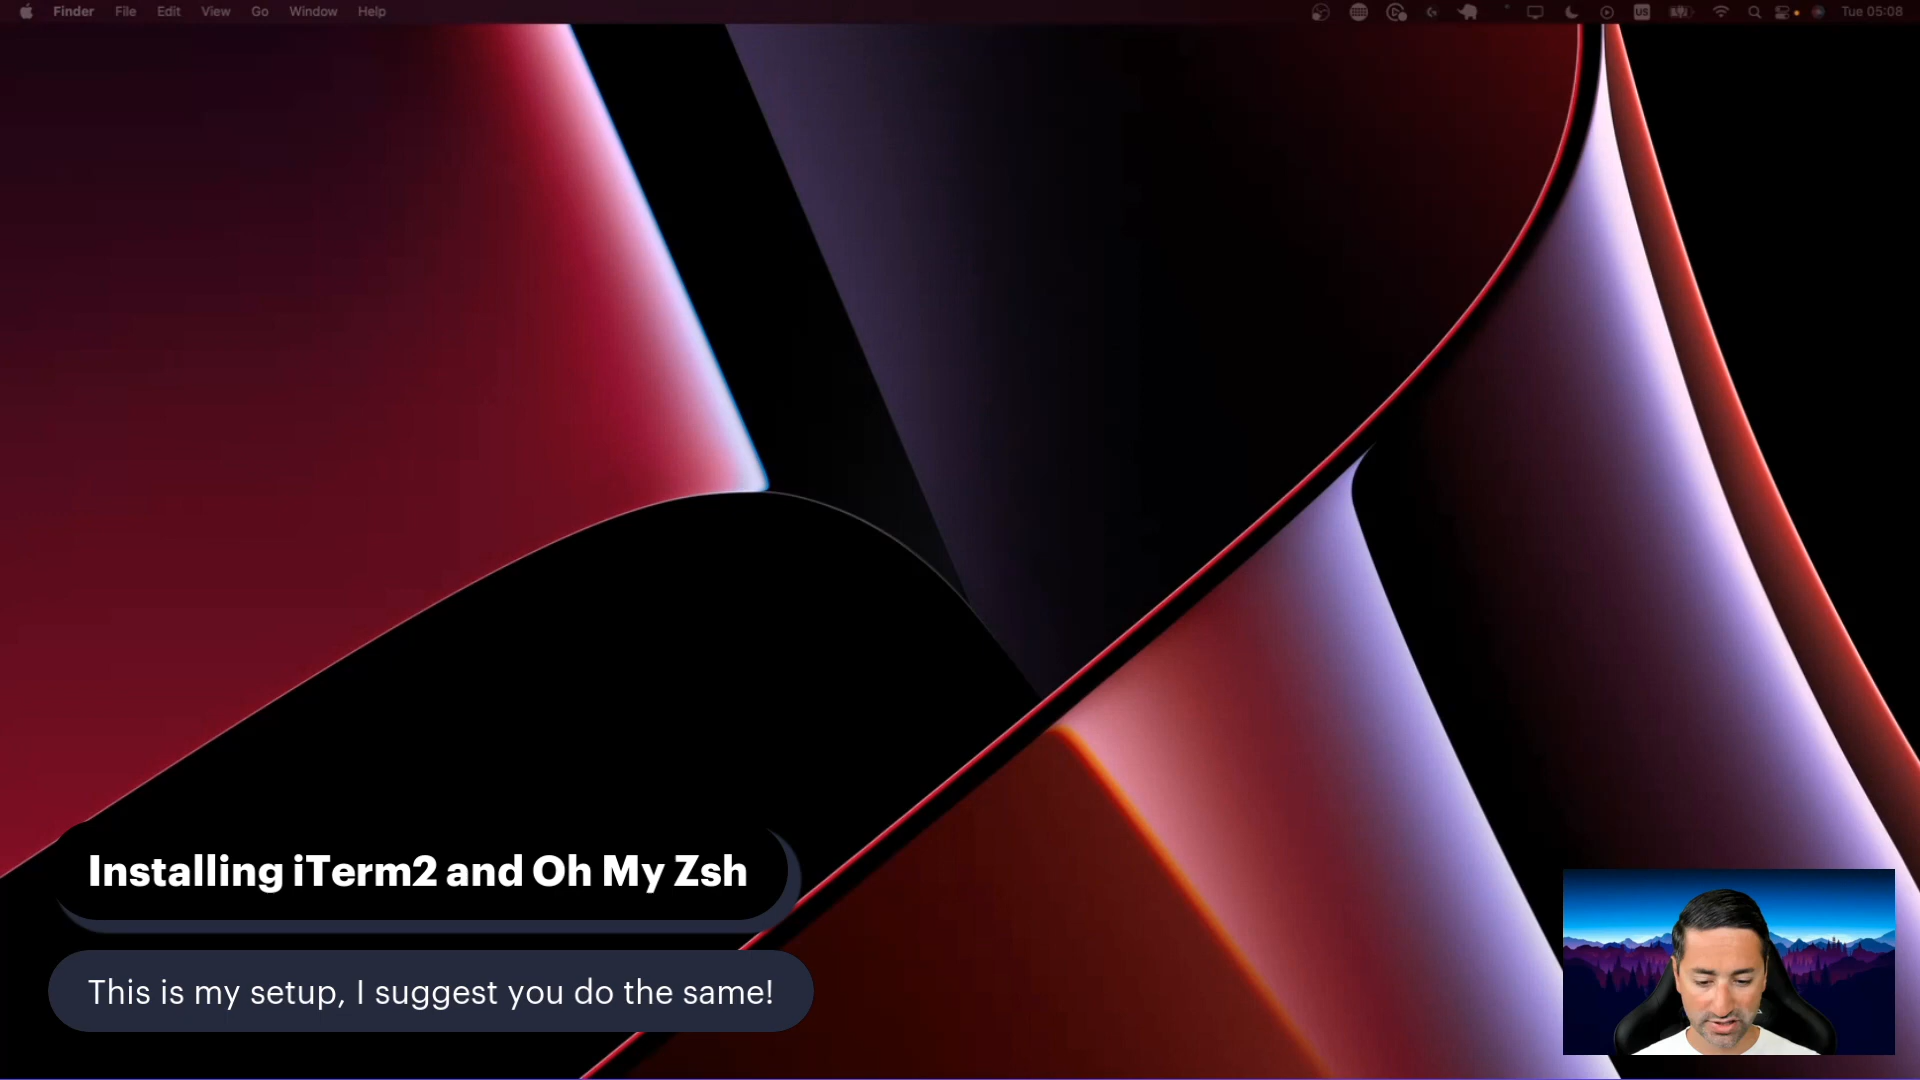 Finder File Edit View Go Window Help US Tue 05:08
Installing iTerm2 and Oh My Zsh
This is my setup, I suggest you do the same!